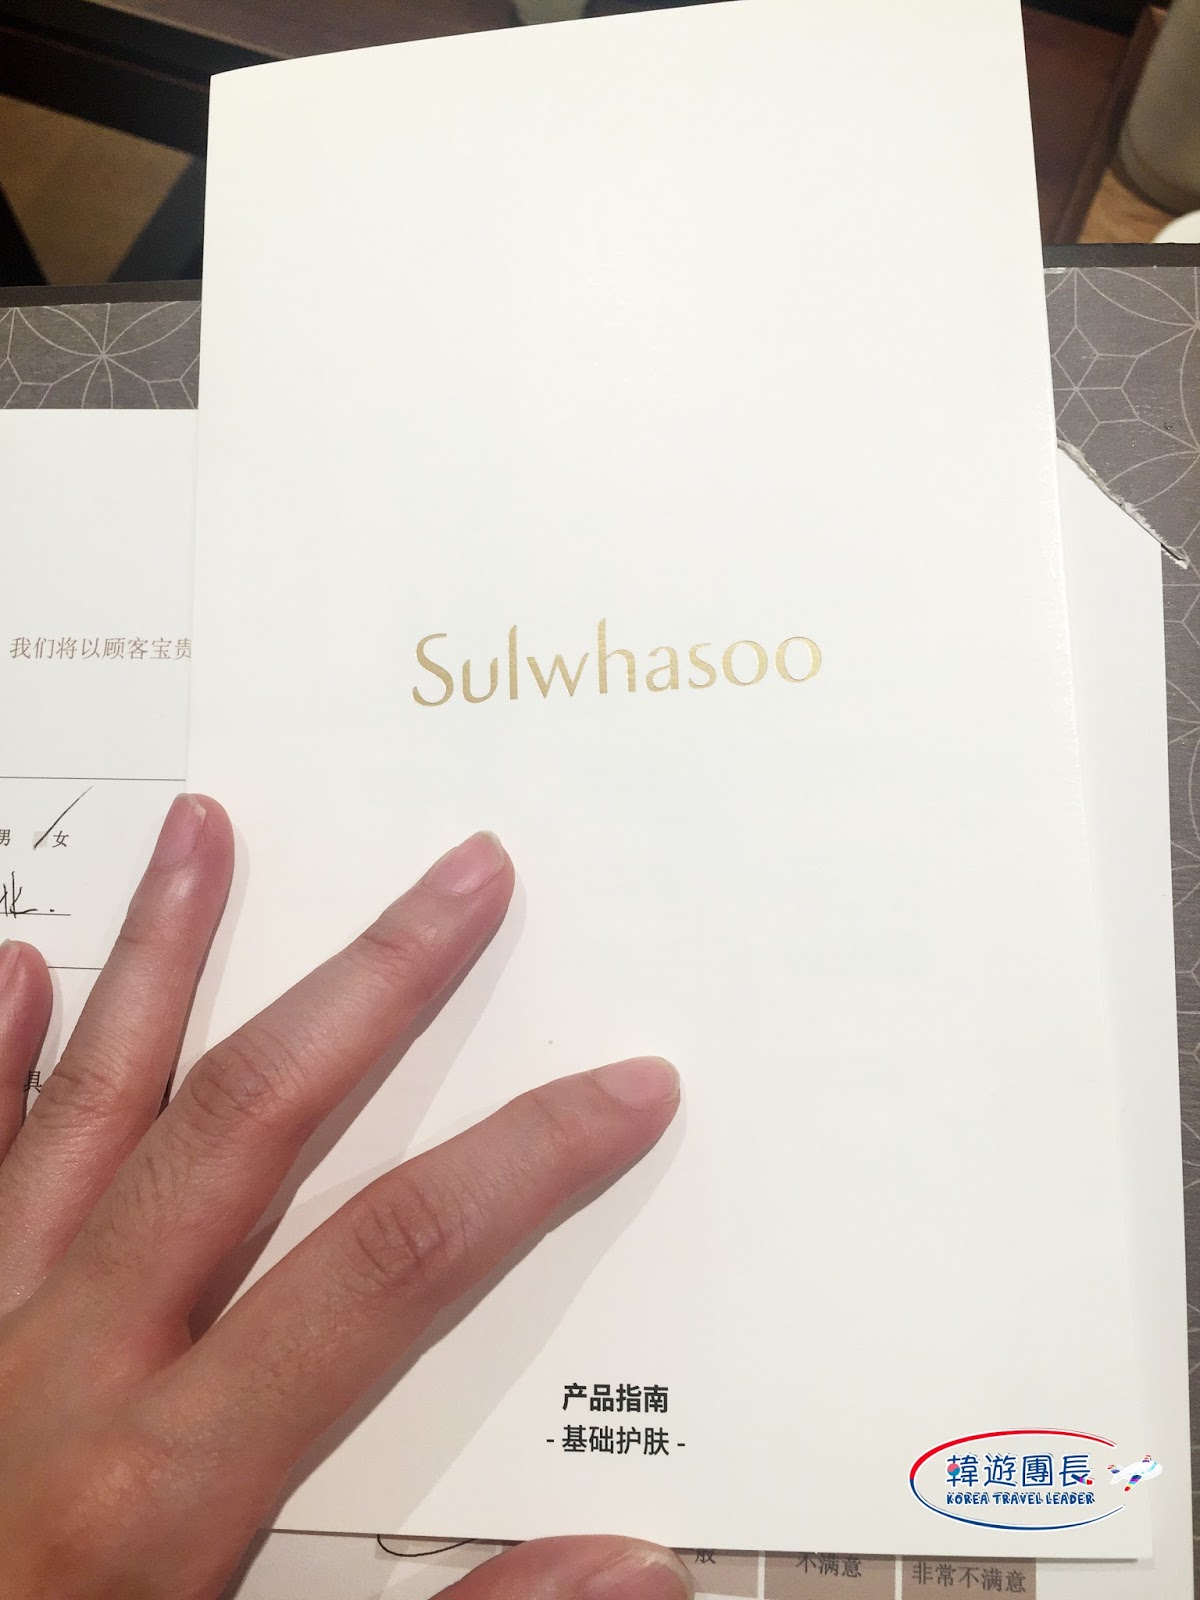 Sulwhasoo
我们将以顾客宝贵
男 女
具
产品指南
- 基础护肤 -
韓遊團長
KOREA TRAVEL LEADER
般 不满意 非常不满意